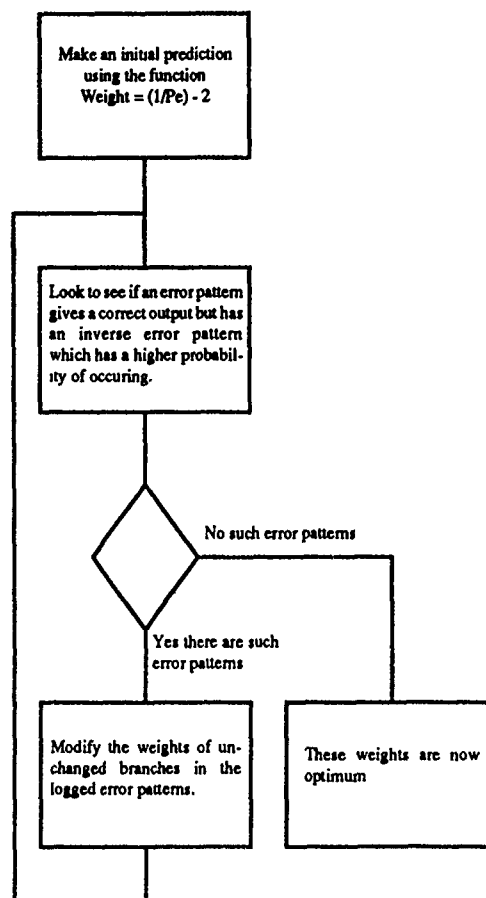 Make an initial prediction
using the function
Weight = (1/Pe) - 2
Look to see if an error pattern
gives a correct output but has
an inverse error pattern
which has a higher probabil-
ity of occuring.
No such error patterns
Yes there are such
error patterns
Modify the weights of un-
changed branches in the
logged error patterns.
These weights are now
optimum